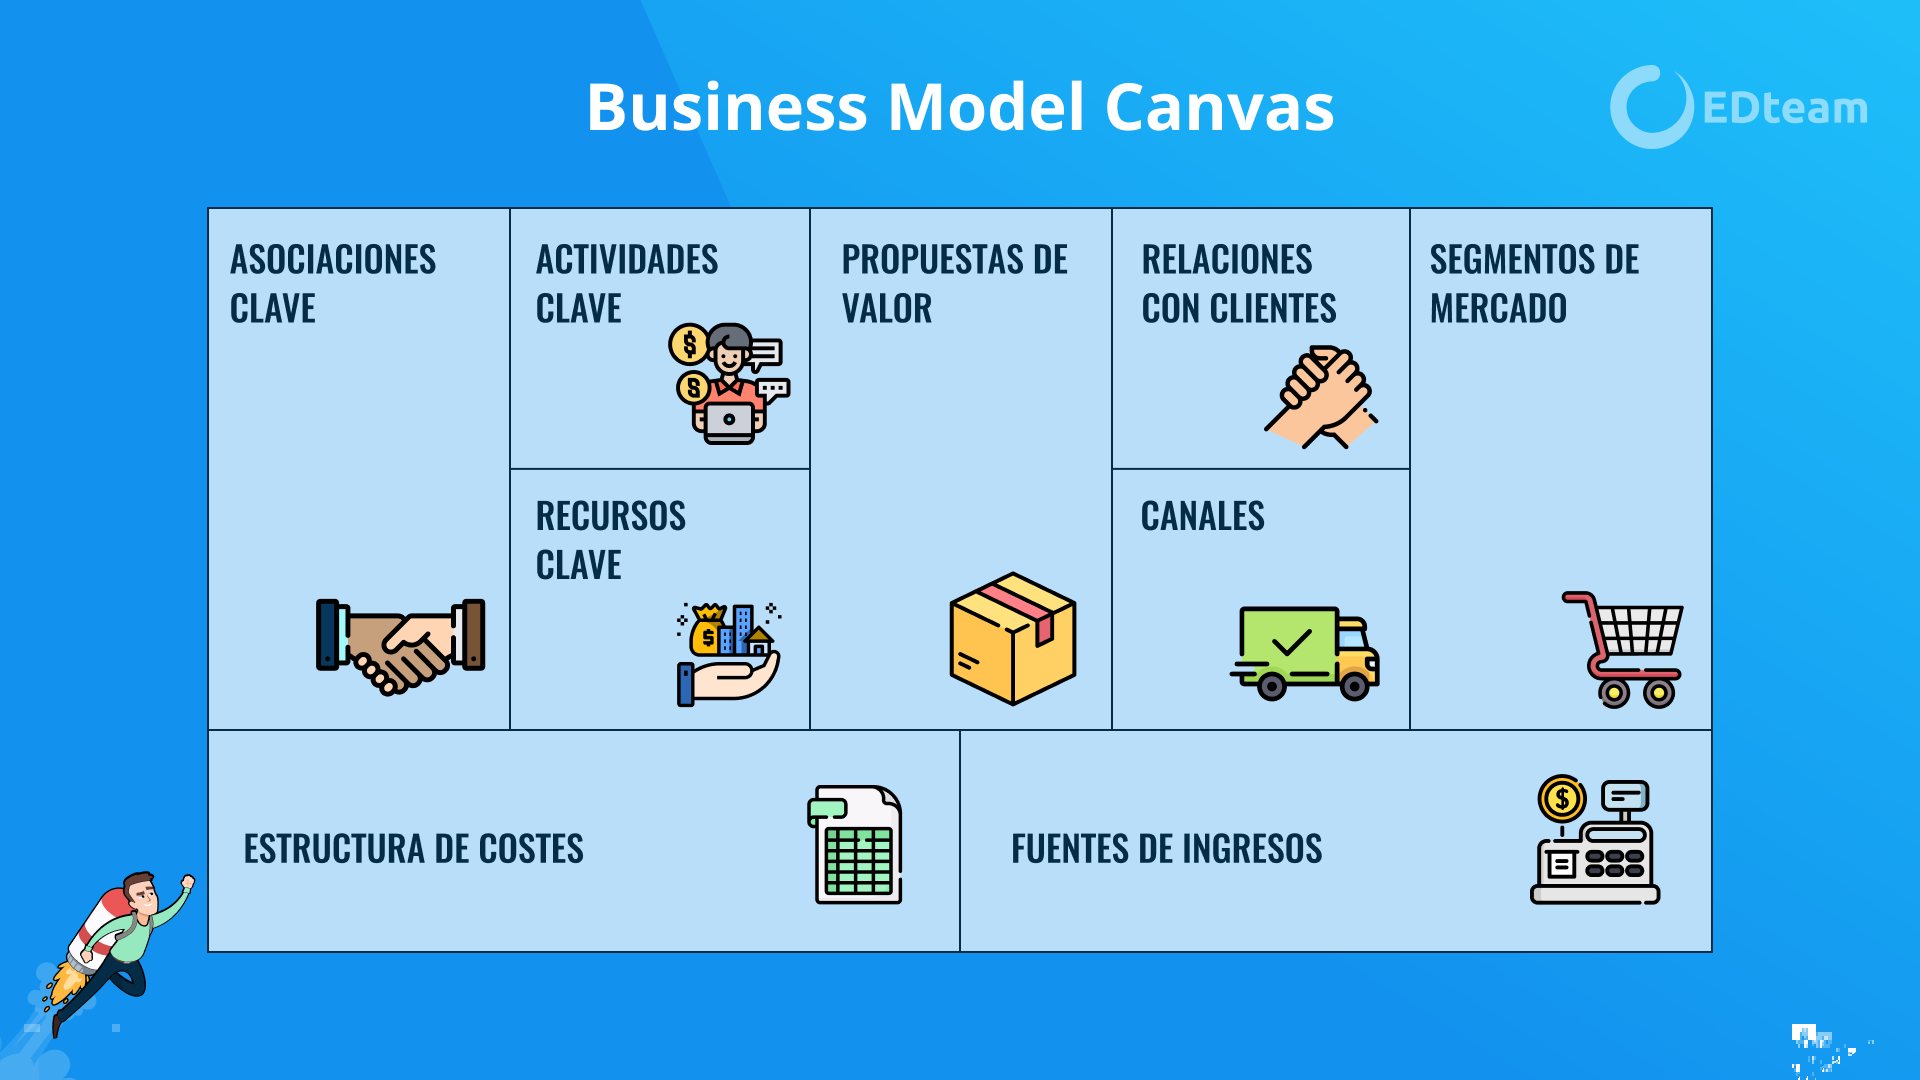 Business Model Canvas
EDteam
ASOCIACIONES
CLAVE
ACTIVIDADES
CLAVE
RECURSOS
CLAVE
PROPUESTAS DE
VALOR
RELACIONES
CON CLIENTES
CANALES
SEGMENTOS DE
MERCADO
ESTRUCTURA DE COSTES
FUENTES DE INGRESOS